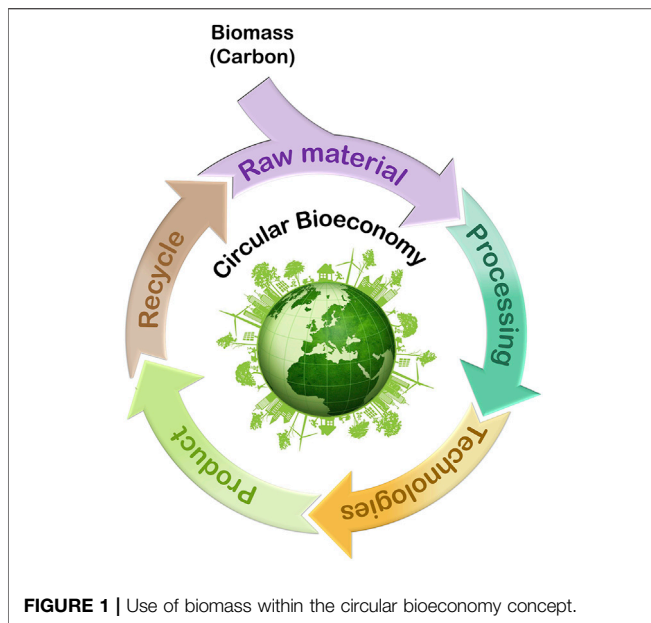 Biomass
(Carbon)
Raw material
Processing
Technologies
Product
Recycle
Circular Bioeconomy
FIGURE 1 | Use of biomass within the circular bioeconomy concept.